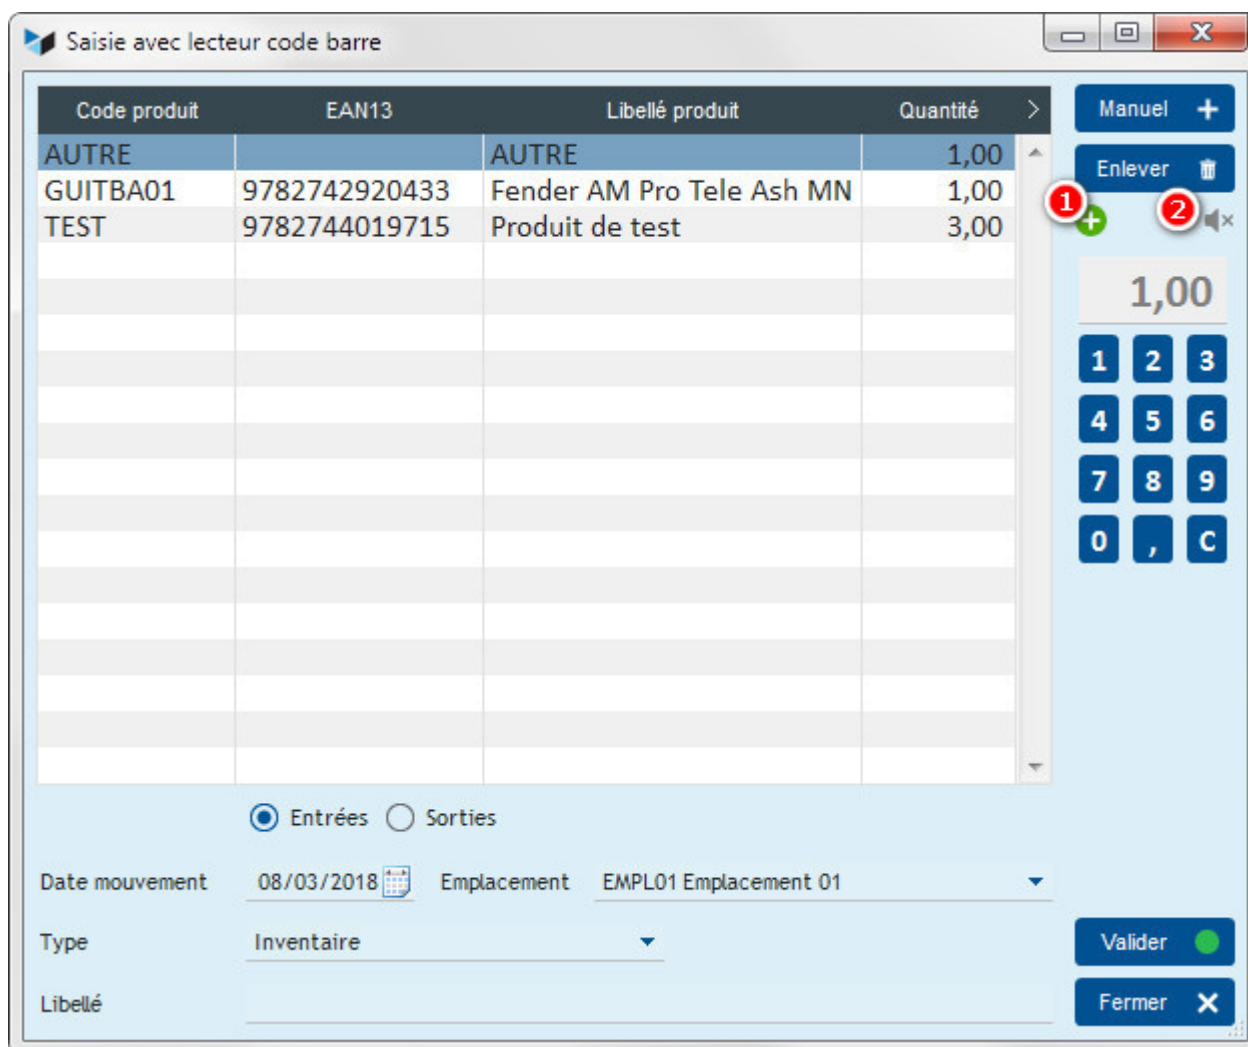 Saisie avec lecteur code barre
Code produit EAN13 Libellé produit Quantité >
AUTRE AUTRE 1,00
GUITBA01 9782742920433 Fender AM Pro Tele Ash MN 1,00
TEST 9782744019715 Produit de test 3,00
Manuel +
Enlever
1 2
1,00
1 2 3
4 5 6
7 8 9
0 , C
Entrées Sorties
Date mouvement 08/03/2018 Emplacement EMPL01 Emplacement 01
Type Inventaire
Valider
Libellé
Fermer